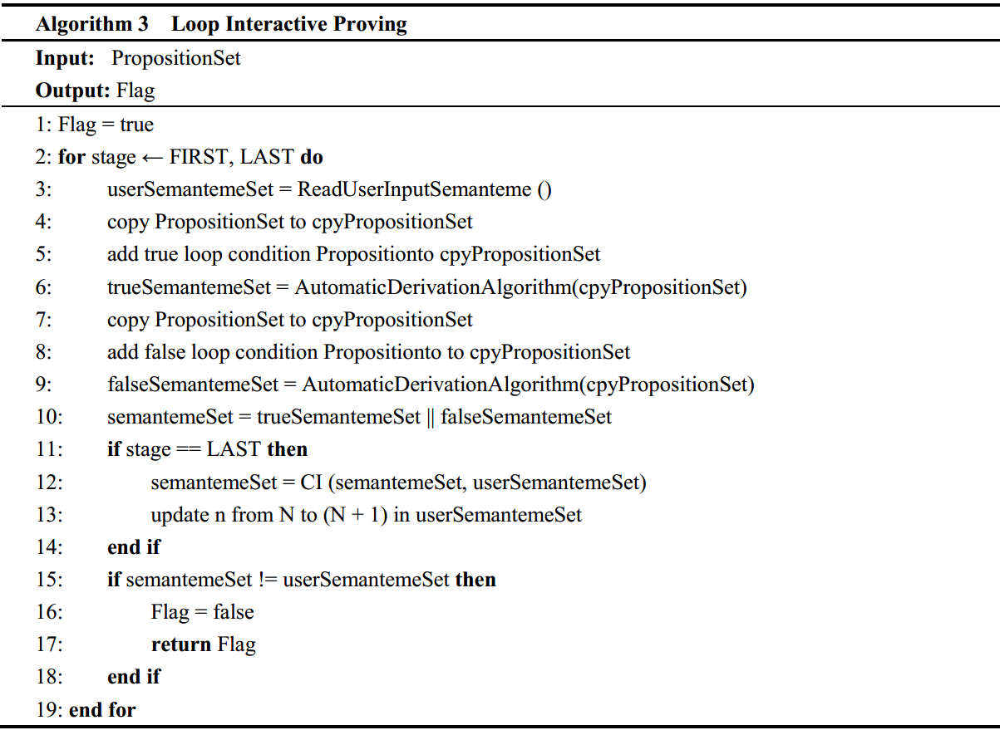 Algorithm 3 Loop Interactive Proving
Input: PropositionSet
Output: Flag
1: Flag = true
2: for stage ← FIRST, LAST do
3: userSemantemeSet = ReadUserInputSemanteme ()
4: copy PropositionSet to cpyPropositionSet
5: add true loop condition Propositionto cpyPropositionSet
6: trueSemantemeSet = AutomaticDerivationAlgorithm(cpyPropositionSet)
7: copy PropositionSet to cpyPropositionSet
8: add false loop condition Propositionto to cpyPropositionSet
9: falseSemantemeSet = AutomaticDerivationAlgorithm(cpyPropositionSet)
10: semantemeSet = trueSemantemeSet || falseSemantemeSet
11: if stage == LAST then
12: semantemeSet = CI (semantemeSet, userSemantemeSet)
13: update n from N to (N + 1) in userSemantemeSet
14: end if
15: if semantemeSet != userSemantemeSet then
16: Flag = false
17: return Flag
18: end if
19: end for